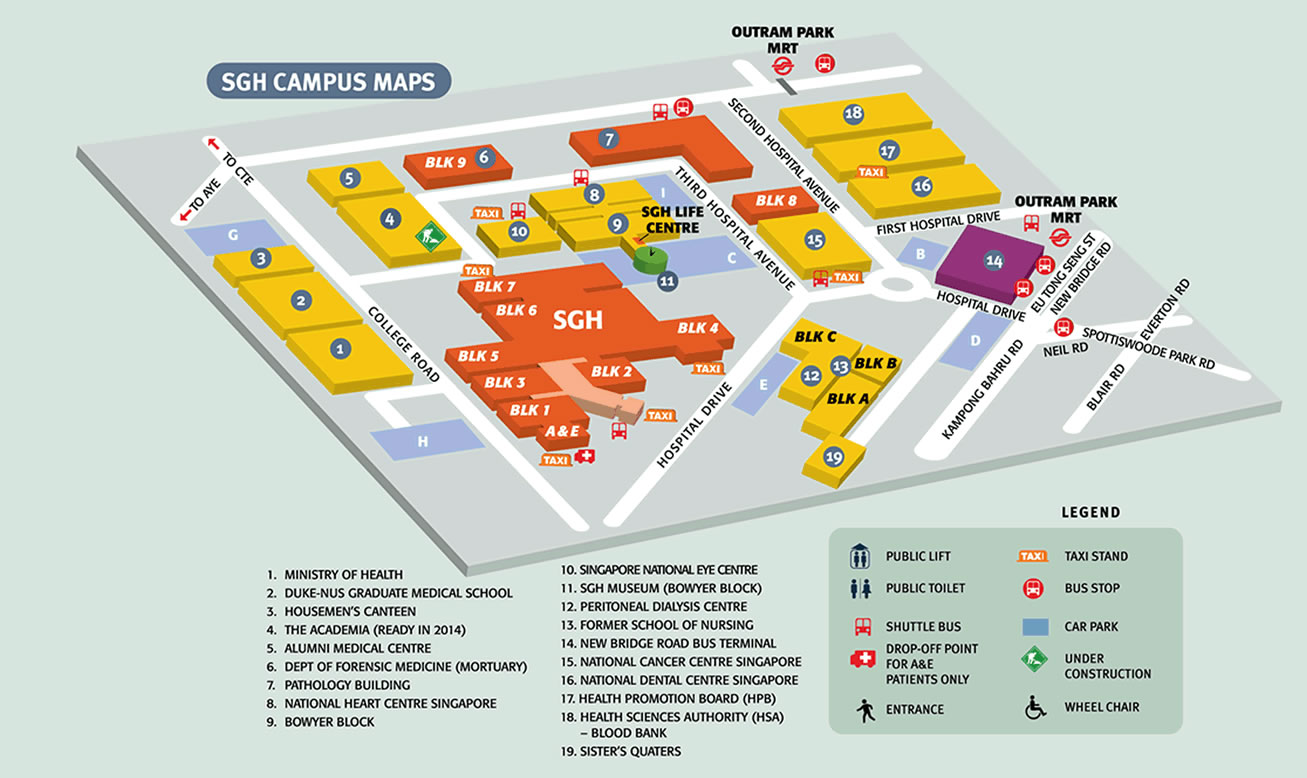 SGH CAMPUS MAPS
OUTRAM PARK
MRT
TO CTE
TO AYE
SECOND HOSPITAL AVENUE
THIRD HOSPITAL AVENUE
FIRST HOSPITAL DRIVE
OUTRAM PARK
MRT
18
17
TAXI
16
7
BLK 9 6
5
4
8
I
BLK 8
SGH LIFE
CENTRE
TAXI
10
9
15
G
3
C
B
14
EU TONG SENG ST
NEW BRIDGE RD
TAXI
11
TAXI
2
BLK 7
BLK 6
SGH
BLK 4
HOSPITAL DRIVE
EVERTON RD
SPOTTISWOODE PARK RD
NEIL RD
1
COLLEGE ROAD
BLK 5
BLK 3
BLK 2
TAXI
BLK C
13
BLK B
12
BLK A
E
D
KAMPONG BAHRU RD
BLAIR RD
BLK 1
A & E
TAXI
TAXI
HOSPITAL DRIVE
H
19
1. MINISTRY OF HEALTH
2. DUKE-NUS GRADUATE MEDICAL SCHOOL
3. HOUSEMEN'S CANTEEN
4. THE ACADEMIA (READY IN 2014)
5. ALUMNI MEDICAL CENTRE
6. DEPT OF FORENSIC MEDICINE (MORTUARY)
7. PATHOLOGY BUILDING
8. NATIONAL HEART CENTRE SINGAPORE
9. BOWYER BLOCK
10. SINGAPORE NATIONAL EYE CENTRE
11. SGH MUSEUM (BOWYER BLOCK)
12. PERITONEAL DIALYSIS CENTRE
13. FORMER SCHOOL OF NURSING
14. NEW BRIDGE ROAD BUS TERMINAL
15. NATIONAL CANCER CENTRE SINGAPORE
16. NATIONAL DENTAL CENTRE SINGAPORE
17. HEALTH PROMOTION BOARD (HPB)
18. HEALTH SCIENCES AUTHORITY (HSA)
– BLOOD BANK
19. SISTER'S QUATERS
LEGEND
PUBLIC LIFT
PUBLIC TOILET
SHUTTLE BUS
DROP-OFF POINT
FOR A&E
PATIENTS ONLY
ENTRANCE
TAXI TAXI STAND
BUS STOP
CAR PARK
UNDER
CONSTRUCTION
WHEEL CHAIR